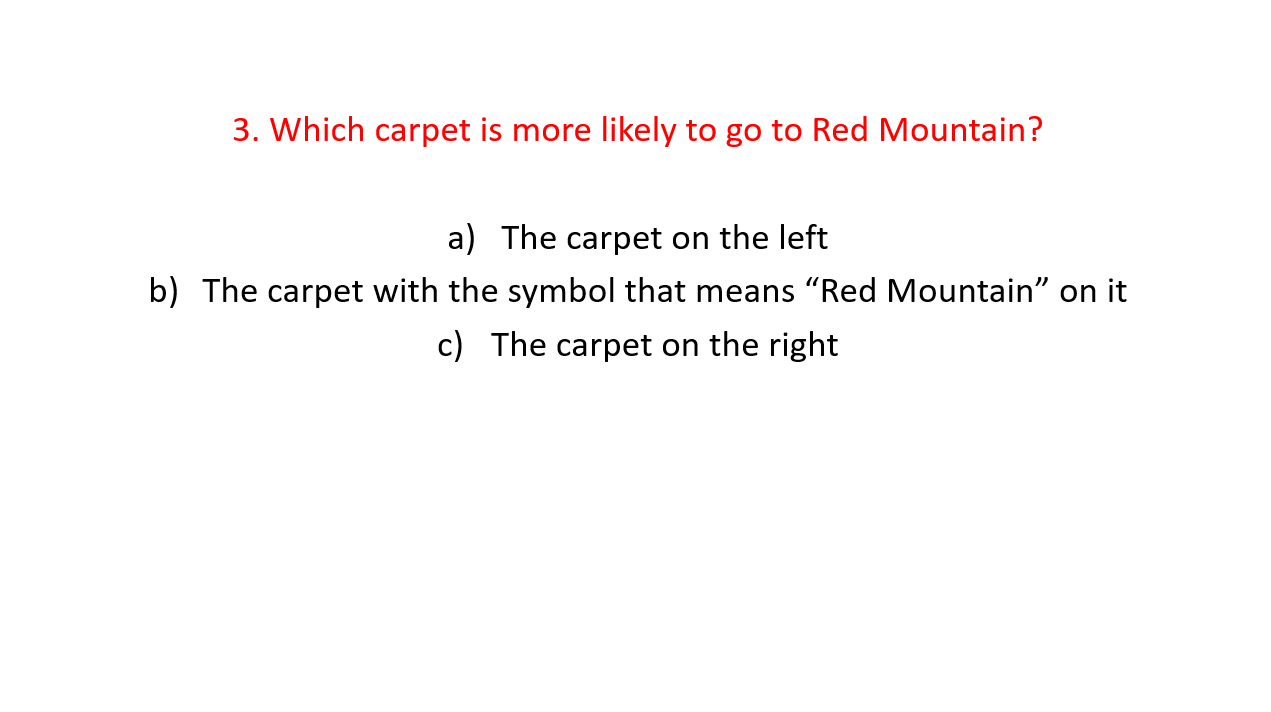 3. Which carpet is more likely to go to Red Mountain?
a) The carpet on the left
b) The carpet with the symbol that means “Red Mountain” on it
c) The carpet on the right